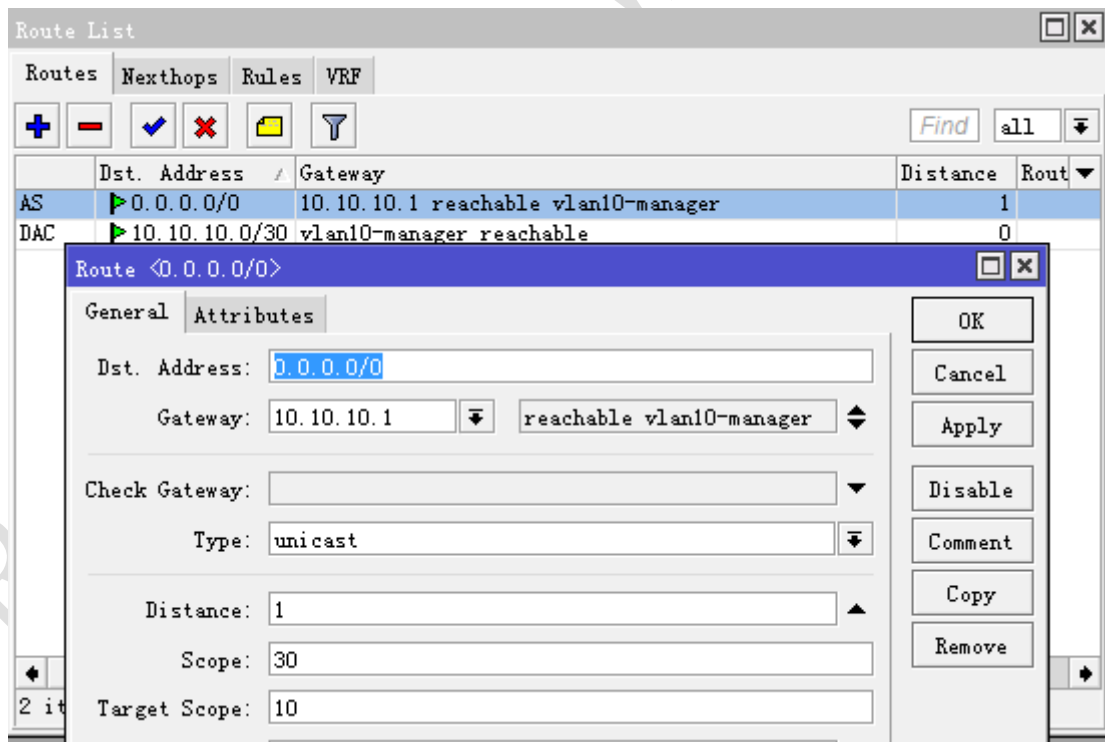 Route List
Routes Nexthops Rules VRF
Find all
Dst. Address Gateway Distance Rout
AS 0.0.0.0/0 10.10.10.1 reachable vlan10-manager 1
DAC 10.10.10.0/30 vlan10-manager reachable 0
Route <0.0.0.0/0>
General Attributes
OK
Dst. Address: 0.0.0.0/0
Cancel
Gateway: 10.10.10.1 reachable vlan10-manager
Apply
Check Gateway:
Disable
Type: unicast
Comment
Copy
Distance: 1
Remove
Scope: 30
2 it
Target Scope: 10